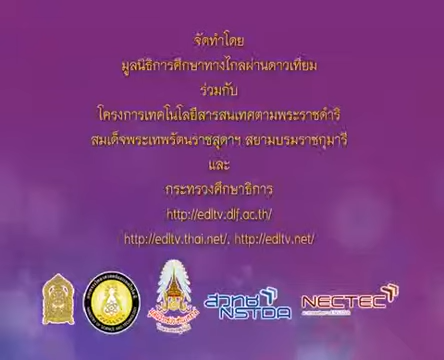 จัดทำโดย
มูลนิธิการศึกษาทางไกลผ่านดาวเทียม
ร่วมกับ
โครงการเทคโนโลยีสารสนเทศตามพระราชดำริ
สมเด็จพระเทพรัตนราชสุดาฯ สยามบรมราชกุมารี
และ
กระทรวงศึกษาธิการ
http://edltv.dlf.ac.th/
http://edltv.thai.net/, http://edltv.net/
สวทช NECTEC
NSTDA